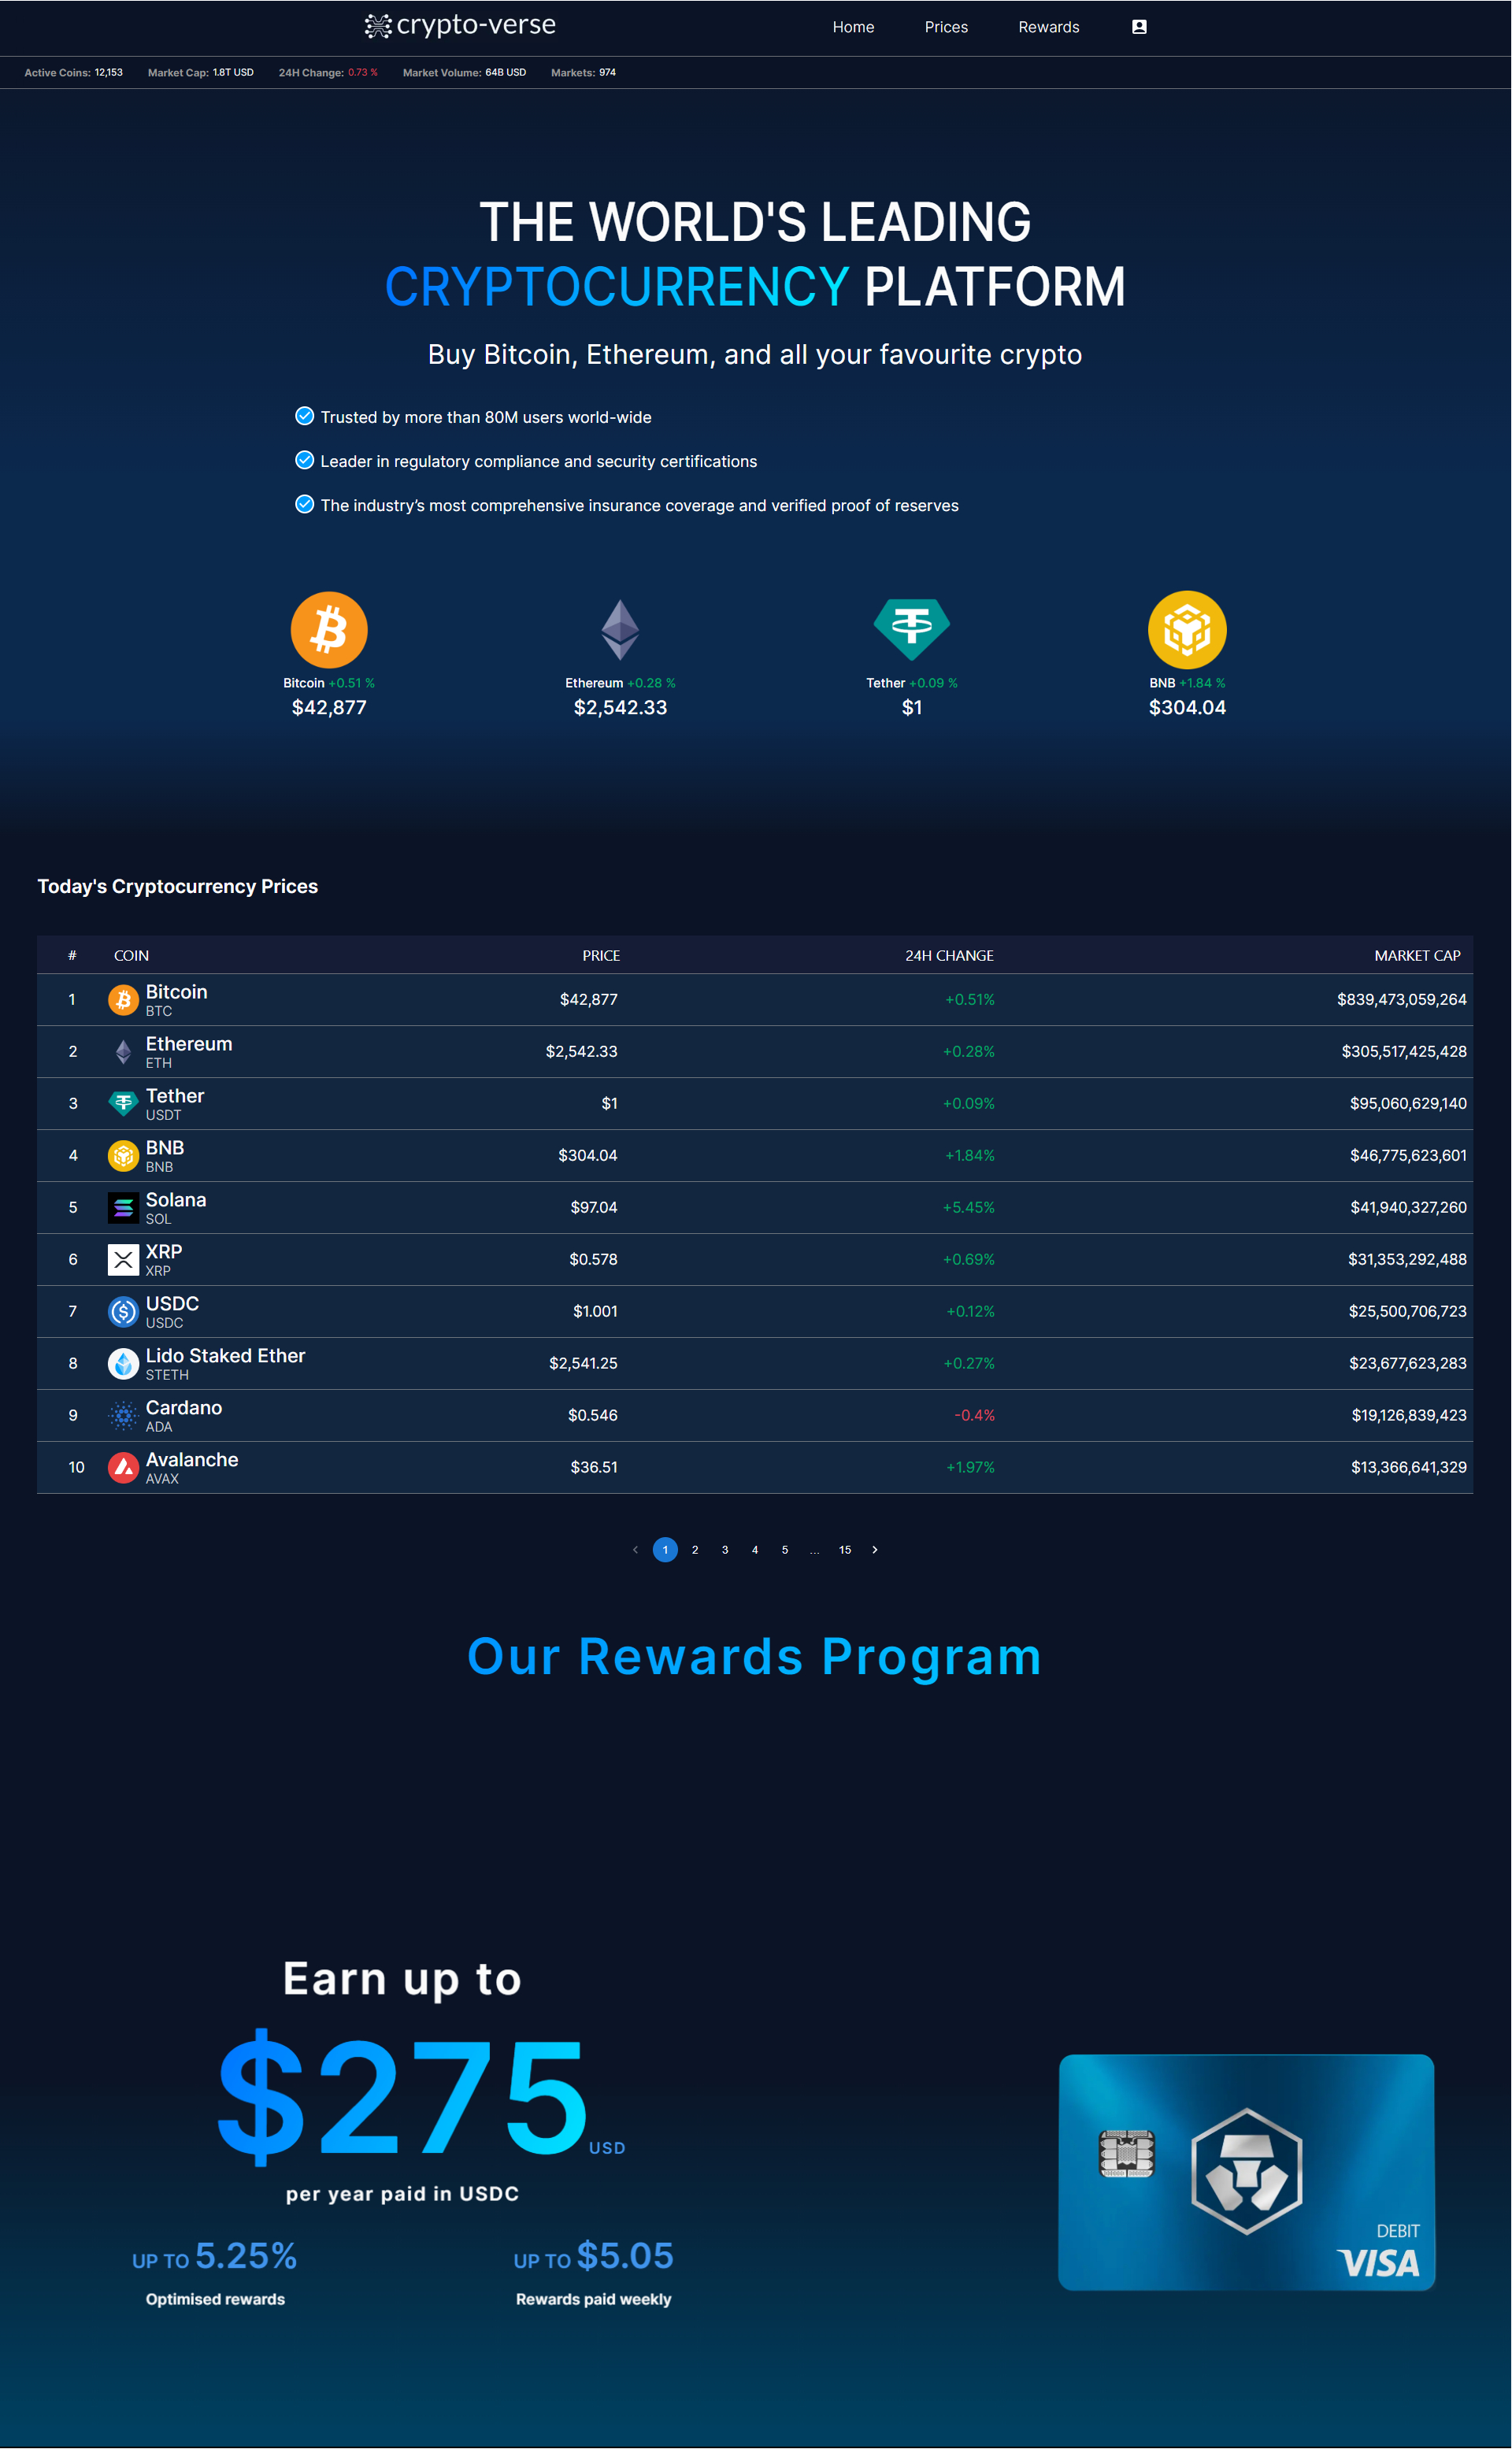 crypto-verse Home Prices Rewards
Active Coins: 12,153 Market Cap: 1.8T USD 24H Change: 0.73 % Market Volume: 64B USD Markets: 974
THE WORLD'S LEADING
CRYPTOCURRENCY PLATFORM
Buy Bitcoin, Ethereum, and all your favourite crypto
Trusted by more than 80M users world-wide
Leader in regulatory compliance and security certifications
The industry’s most comprehensive insurance coverage and verified proof of reserves
Bitcoin +0.51 % Ethereum +0.28 % Tether +0.09 % BNB +1.84 %
$42,877 $2,542.33 $1 $304.04
Today's Cryptocurrency Prices
# COIN PRICE 24H CHANGE MARKET CAP
1 Bitcoin $42,877 +0.51% $839,473,059,264
BTC
2 Ethereum $2,542.33 +0.28% $305,517,425,428
ETH
3 Tether $1 +0.09% $95,060,629,140
USDT
4 BNB $304.04 +1.84% $46,775,623,601
BNB
5 Solana $97.04 +5.45% $41,940,327,260
SOL
6 XRP $0.578 +0.69% $31,353,292,488
XRP
7 USDC $1.001 +0.12% $25,500,706,723
USDC
8 Lido Staked Ether $2,541.25 +0.27% $23,677,623,283
STETH
9 Cardano $0.546 -0.4% $19,126,839,423
ADA
10 Avalanche $36.51 +1.97% $13,366,641,329
AVAX
‹ 1 2 3 4 5 ... 15 ›
Our Rewards Program
Earn up to
$275 USD
per year paid in USDC
UP TO 5.25% UP TO $5.05
Optimised rewards Rewards paid weekly
DEBIT
VISA